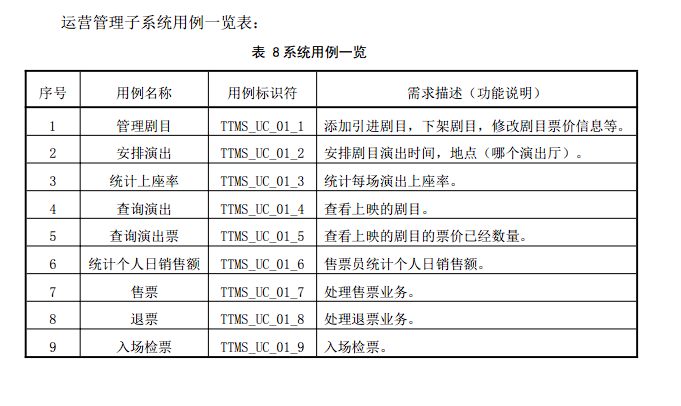 运营管理子系统用例一览表：
表 8 系统用例一览
序号 用例名称 用例标识符 需求描述（功能说明）
1 管理剧目 TTMS_UC_01_1 添加引进剧目，下架剧目，修改剧目票价信息等。
2 安排演出 TTMS_UC_01_2 安排剧目演出时间，地点（哪个演出厅）。
3 统计上座率 TTMS_UC_01_3 统计每场演出上座率。
4 查询演出 TTMS_UC_01_4 查看上映的剧目。
5 查询演出票 TTMS_UC_01_5 查看上映的剧目的票价已经数量。
6 统计个人日销售额 TTMS_UC_01_6 售票员统计个人日销售额。
7 售票 TTMS_UC_01_7 处理售票业务。
8 退票 TTMS_UC_01_8 处理退票业务。
9 入场检票 TTMS_UC_01_9 入场检票。